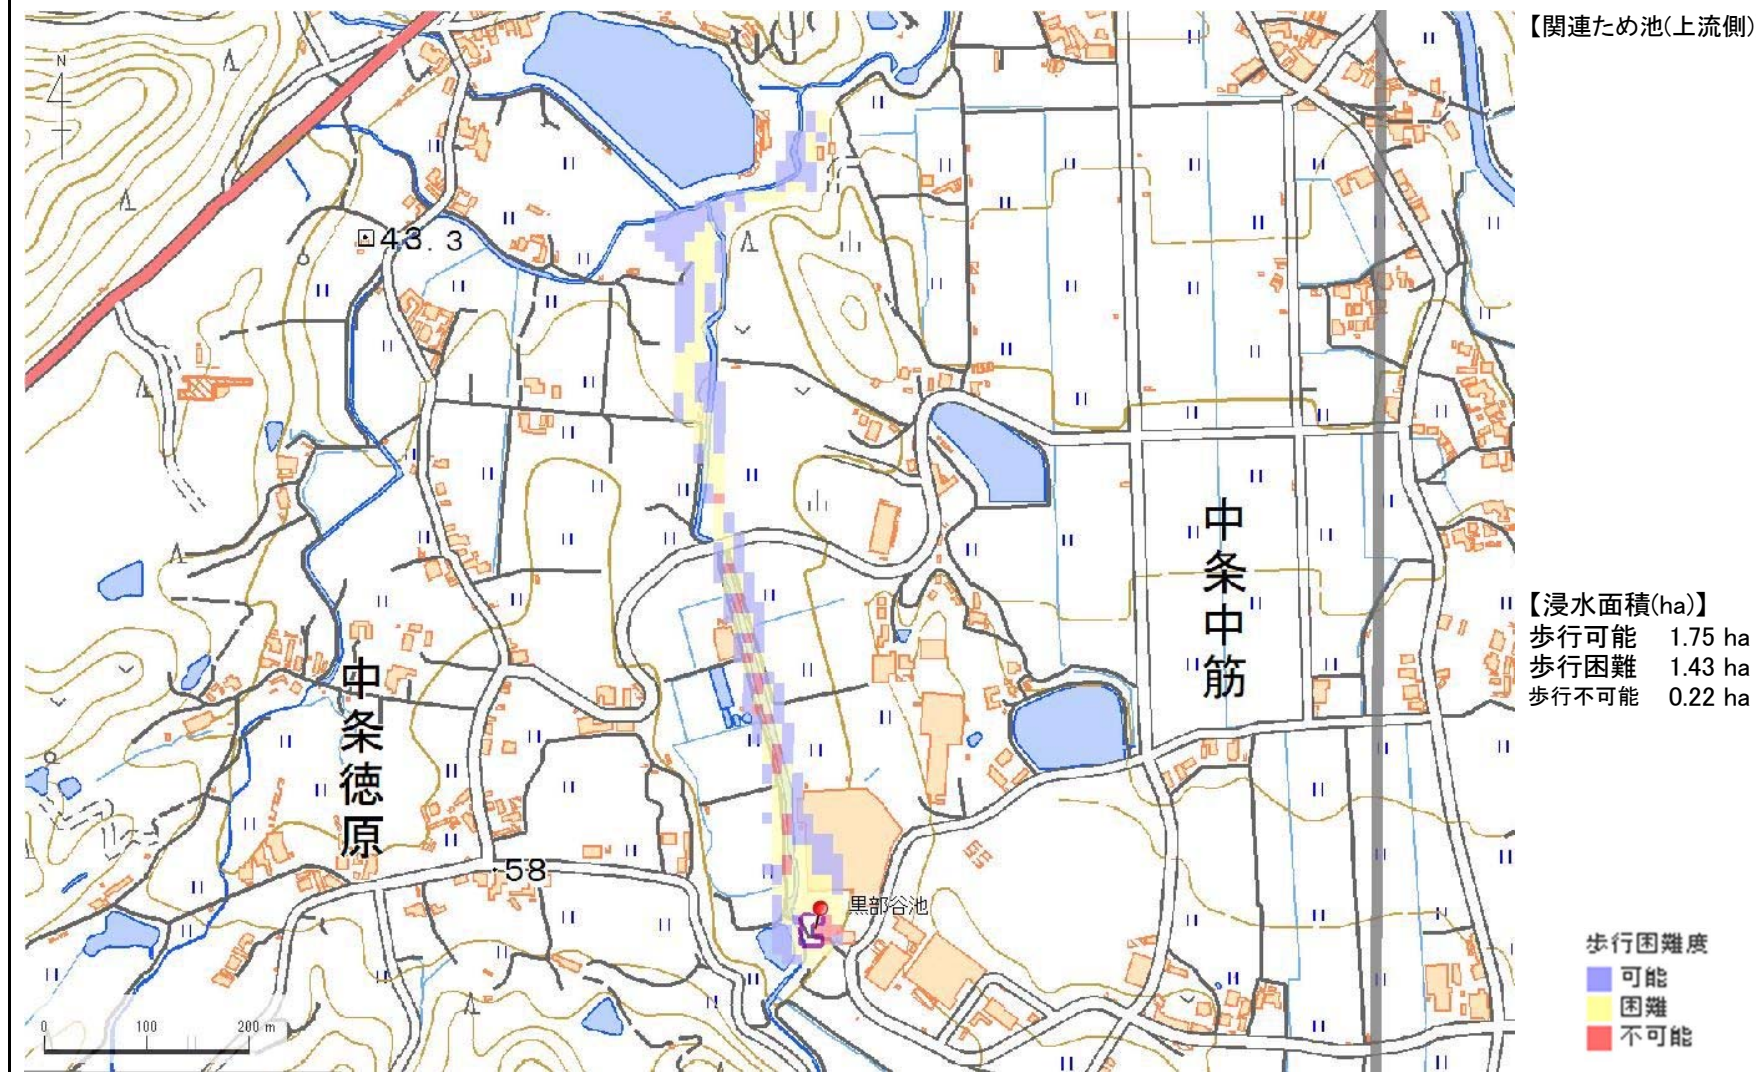 【関連ため池(上流側)
N
43.3
中条中筋
【浸水面積(ha)】
歩行可能 1.75 ha
歩行困難 1.43 ha
歩行不可能 0.22 ha
中条徳原
58
黒部谷池
歩行困難度
可能
困難
不可能
0 100 200 m